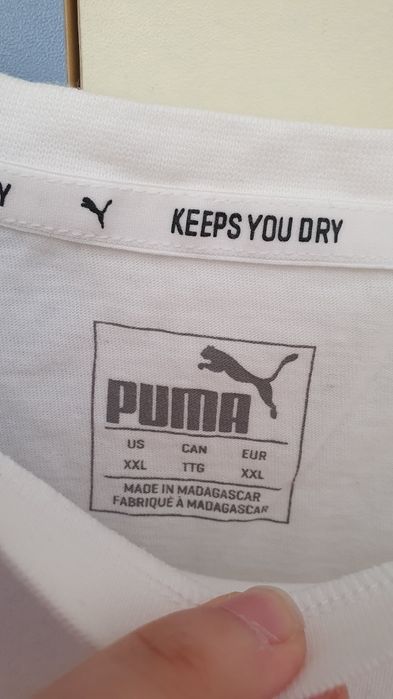 Y
KEEPS YOU DRY
PUMA
US CAN EUR
XXL TTG XXL
MADE IN MADAGASCAR
FABRIQUÉ À MADAGASCAR